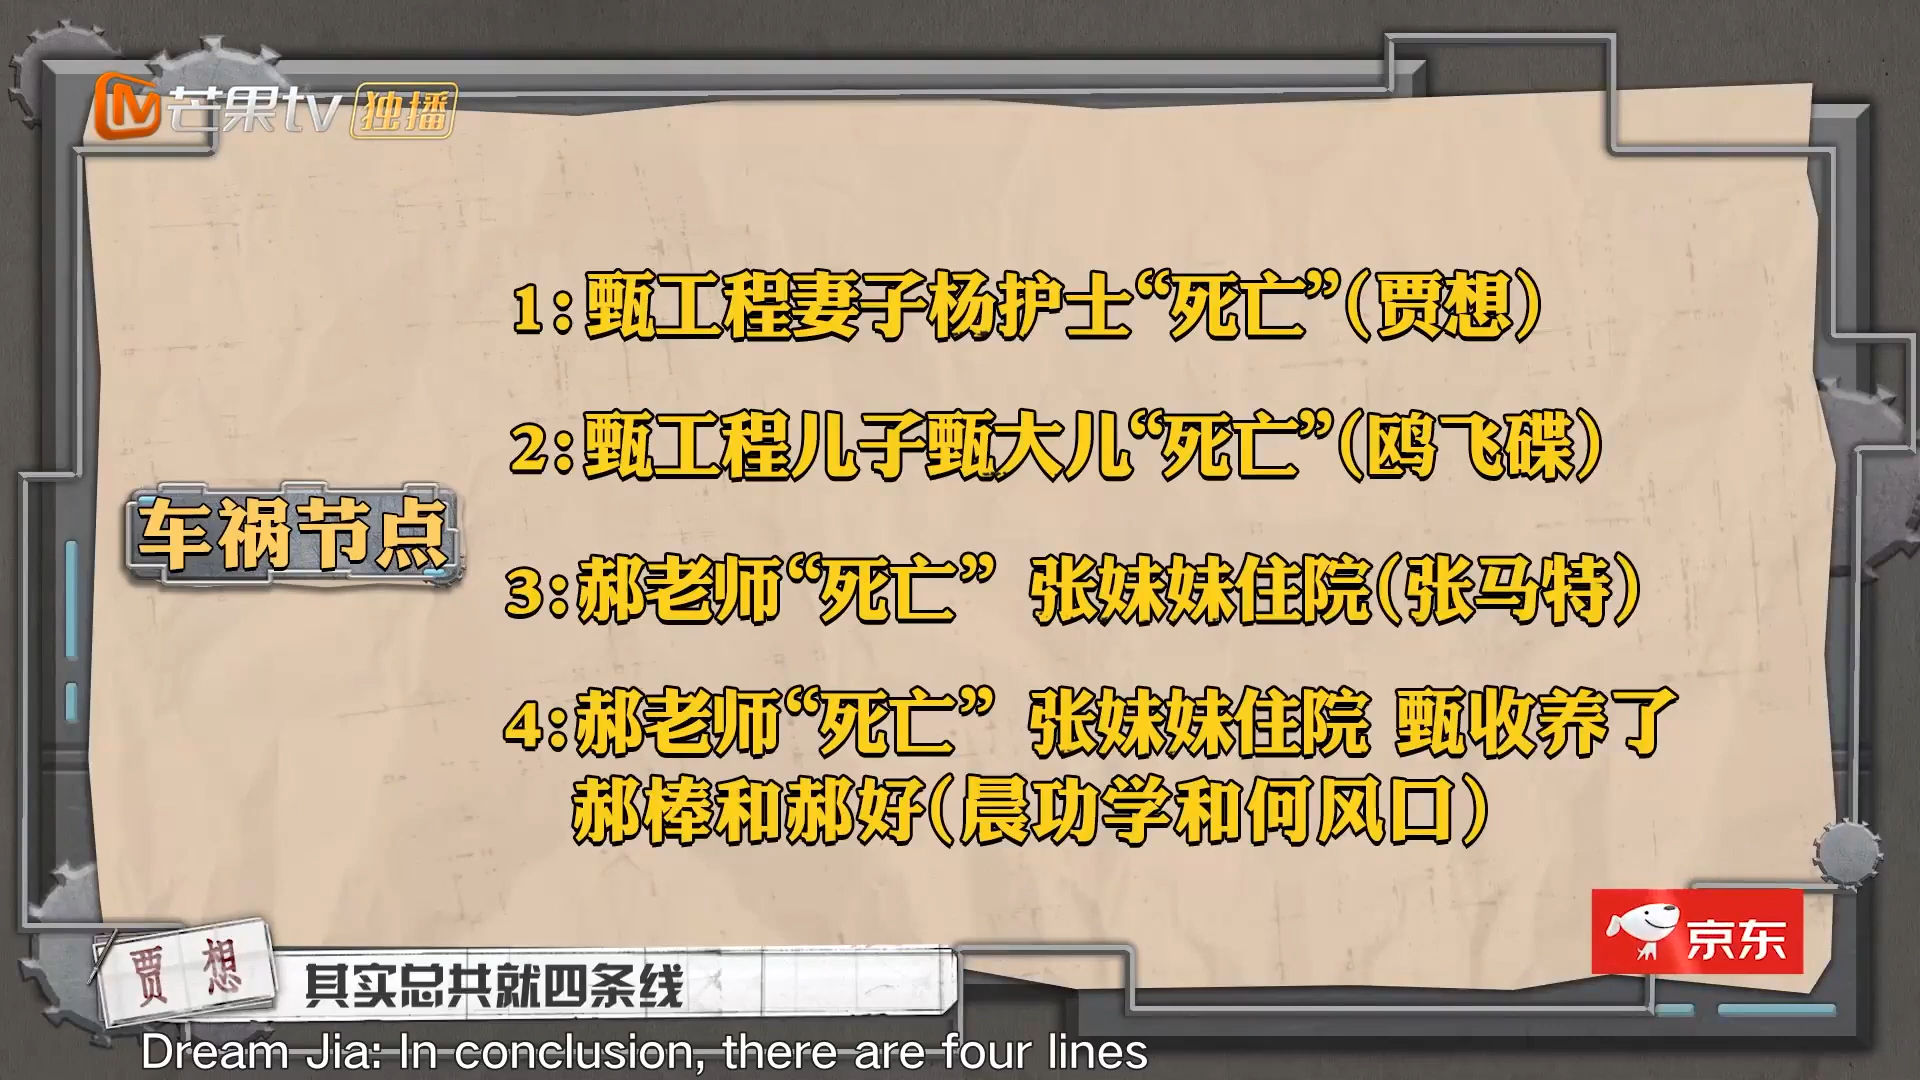 芒果tv 独播
1:甄工程妻子杨护士“死亡”(贾想)
2:甄工程儿子甄大儿“死亡”(鸥飞碟)
车祸节点
3:郝老师“死亡” 张妹妹住院(张马特)
4:郝老师“死亡” 张妹妹住院 甄收养了
郝棒和郝好(晨功学和何风口)
京东
贾想
其实总共就四条线
Dream Jia: In conclusion, there are four lines